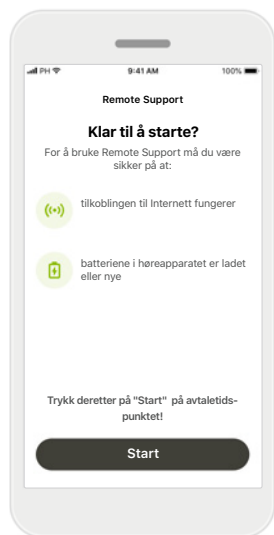 PH 9:41 AM 100%
Remote Support
Klar til å starte?
For å bruke Remote Support må du være
sikker på at:
tilkoblingen til Internett fungerer
batteriene i høreapparatet er ladet
eller nye
Trykk deretter på "Start" på avtaletids-
punktet!
Start